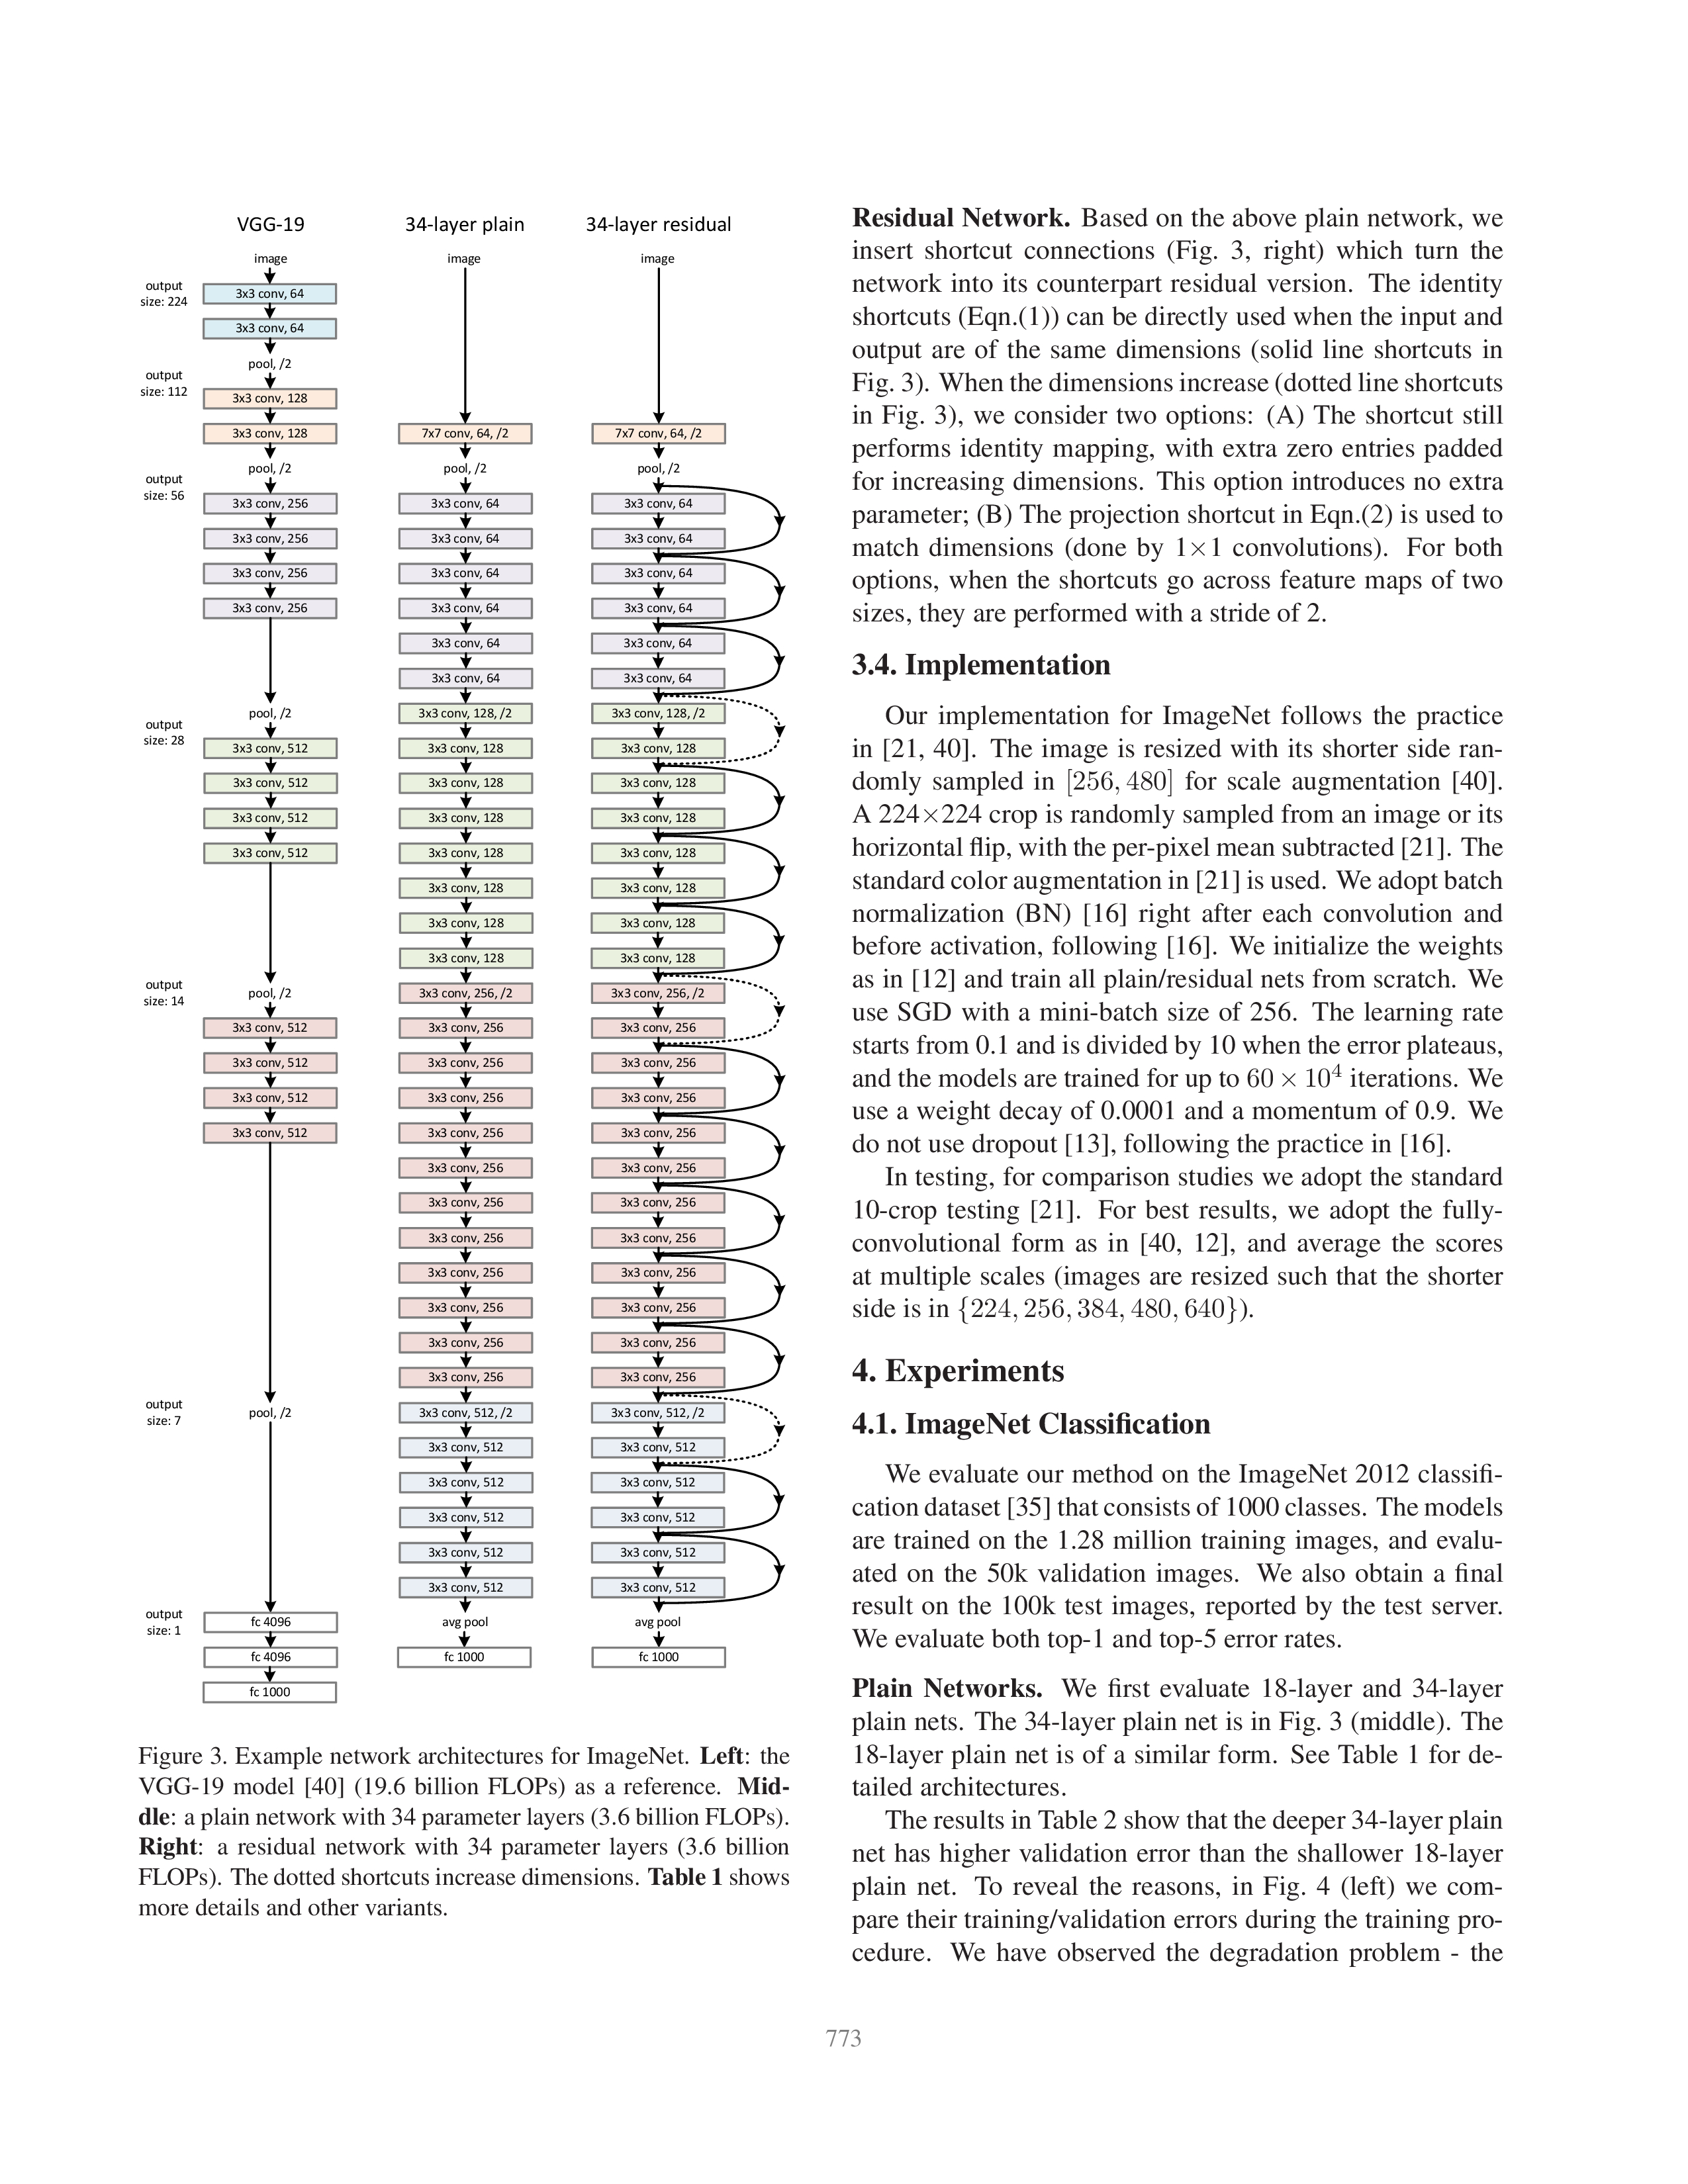 VGG-19
image
output
size: 224
3x3 conv, 64
3x3 conv, 64
pool, /2
output
size: 112
3x3 conv, 128
3x3 conv, 128
pool, /2
output
size: 56
3x3 conv, 256
3x3 conv, 256
3x3 conv, 256
3x3 conv, 256
pool, /2
output
size: 28
3x3 conv, 512
3x3 conv, 512
3x3 conv, 512
3x3 conv, 512
output
size: 14
pool, /2
3x3 conv, 512
3x3 conv, 512
3x3 conv, 512
3x3 conv, 512
output
size: 7
pool, /2
output
size: 1
fc 4096
fc 4096
fc 1000
34-layer plain
image
7x7 conv, 64, /2
pool, /2
3x3 conv, 64
3x3 conv, 64
3x3 conv, 64
3x3 conv, 64
3x3 conv, 64
3x3 conv, 64
3x3 conv, 128, /2
3x3 conv, 128
3x3 conv, 128
3x3 conv, 128
3x3 conv, 128
3x3 conv, 128
3x3 conv, 128
3x3 conv, 128
3x3 conv, 256, /2
3x3 conv, 256
3x3 conv, 256
3x3 conv, 256
3x3 conv, 256
3x3 conv, 256
3x3 conv, 256
3x3 conv, 256
3x3 conv, 256
3x3 conv, 256
3x3 conv, 256
3x3 conv, 256
3x3 conv, 512, /2
3x3 conv, 512
3x3 conv, 512
3x3 conv, 512
3x3 conv, 512
3x3 conv, 512
avg pool
fc 1000
34-layer residual
image
7x7 conv, 64, /2
pool, /2
3x3 conv, 64
3x3 conv, 64
3x3 conv, 64
3x3 conv, 64
3x3 conv, 64
3x3 conv, 64
3x3 conv, 128, /2
3x3 conv, 128
3x3 conv, 128
3x3 conv, 128
3x3 conv, 128
3x3 conv, 128
3x3 conv, 128
3x3 conv, 128
3x3 conv, 256, /2
3x3 conv, 256
3x3 conv, 256
3x3 conv, 256
3x3 conv, 256
3x3 conv, 256
3x3 conv, 256
3x3 conv, 256
3x3 conv, 256
3x3 conv, 256
3x3 conv, 256
3x3 conv, 256
3x3 conv, 512, /2
3x3 conv, 512
3x3 conv, 512
3x3 conv, 512
3x3 conv, 512
3x3 conv, 512
avg pool
fc 1000
Figure 3. Example network architectures for ImageNet. Left: the
VGG-19 model [40] (19.6 billion FLOPs) as a reference. Mid-
dle: a plain network with 34 parameter layers (3.6 billion FLOPs).
Right: a residual network with 34 parameter layers (3.6 billion
FLOPs). The dotted shortcuts increase dimensions. Table 1 shows
more details and other variants.
Residual Network. Based on the above plain network, we
insert shortcut connections (Fig. 3, right) which turn the
network into its counterpart residual version. The identity
shortcuts (Eqn.(1)) can be directly used when the input and
output are of the same dimensions (solid line shortcuts in
Fig. 3). When the dimensions increase (dotted line shortcuts
in Fig. 3), we consider two options: (A) The shortcut still
performs identity mapping, with extra zero entries padded
for increasing dimensions. This option introduces no extra
parameter; (B) The projection shortcut in Eqn.(2) is used to
match dimensions (done by 1×1 convolutions). For both
options, when the shortcuts go across feature maps of two
sizes, they are performed with a stride of 2.
3.4. Implementation
Our implementation for ImageNet follows the practice
in [21, 40]. The image is resized with its shorter side ran-
domly sampled in [256, 480] for scale augmentation [40].
A 224×224 crop is randomly sampled from an image or its
horizontal flip, with the per-pixel mean subtracted [21]. The
standard color augmentation in [21] is used. We adopt batch
normalization (BN) [16] right after each convolution and
before activation, following [16]. We initialize the weights
as in [12] and train all plain/residual nets from scratch. We
use SGD with a mini-batch size of 256. The learning rate
starts from 0.1 and is divided by 10 when the error plateaus,
and the models are trained for up to 60 × 10⁴ iterations. We
use a weight decay of 0.0001 and a momentum of 0.9. We
do not use dropout [13], following the practice in [16].
In testing, for comparison studies we adopt the standard
10-crop testing [21]. For best results, we adopt the fully-
convolutional form as in [40, 12], and average the scores
at multiple scales (images are resized such that the shorter
side is in {224, 256, 384, 480, 640}).
4. Experiments
4.1. ImageNet Classification
We evaluate our method on the ImageNet 2012 classifi-
cation dataset [35] that consists of 1000 classes. The models
are trained on the 1.28 million training images, and evalu-
ated on the 50k validation images. We also obtain a final
result on the 100k test images, reported by the test server.
We evaluate both top-1 and top-5 error rates.
Plain Networks. We first evaluate 18-layer and 34-layer
plain nets. The 34-layer plain net is in Fig. 3 (middle). The
18-layer plain net is of a similar form. See Table 1 for de-
tailed architectures.
The results in Table 2 show that the deeper 34-layer plain
net has higher validation error than the shallower 18-layer
plain net. To reveal the reasons, in Fig. 4 (left) we com-
pare their training/validation errors during the training pro-
cedure. We have observed the degradation problem - the
773